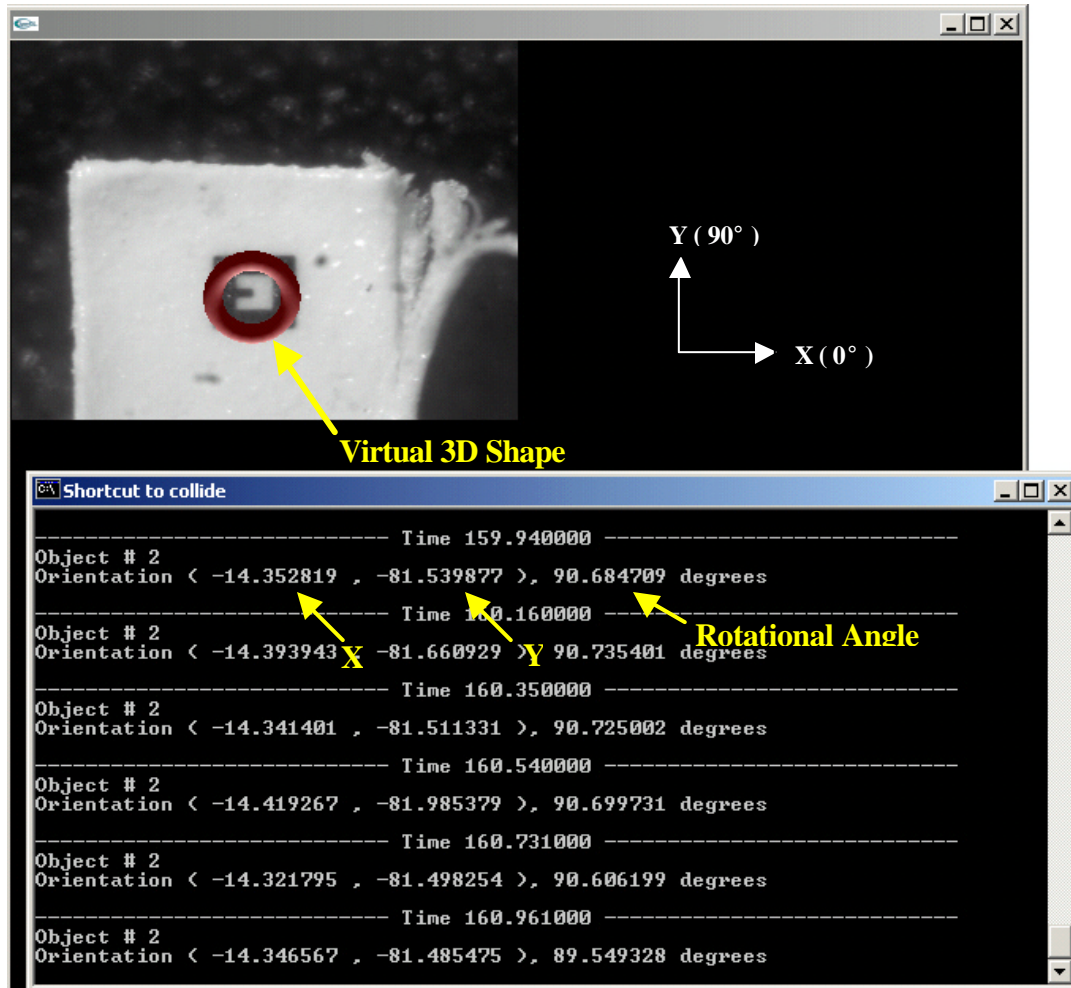 Y ( 90° )
X ( 0° )
Virtual 3D Shape
Shortcut to collide
----------------------------- Time 159.940000 -----------------------------
Object # 2
Orientation ( -14.352819 , -81.539877 ), 90.684709 degrees
----------------------------- Time 160.160000 -----------------------------
X
Y
Rotational Angle
Object # 2
Orientation ( -14.393943 , -81.660929 ), 90.735401 degrees
----------------------------- Time 160.350000 -----------------------------
Object # 2
Orientation ( -14.341401 , -81.511331 ), 90.725002 degrees
----------------------------- Time 160.540000 -----------------------------
Object # 2
Orientation ( -14.419267 , -81.985379 ), 90.699731 degrees
----------------------------- Time 160.731000 -----------------------------
Object # 2
Orientation ( -14.321795 , -81.498254 ), 90.606199 degrees
----------------------------- Time 160.961000 -----------------------------
Object # 2
Orientation ( -14.346567 , -81.485475 ), 89.549328 degrees